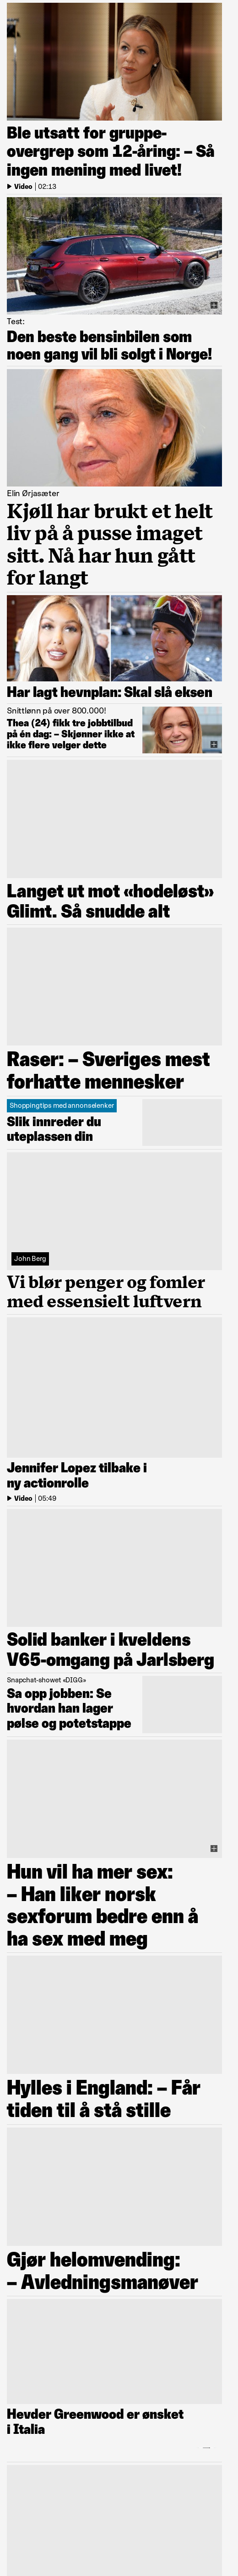 Ble utsatt for gruppe-
overgrep som 12-åring: – Så
ingen mening med livet!
Video | 02:13
Test:
Den beste bensinbilen som
noen gang vil bli solgt i Norge!
Elin Ørjasæter
Kjøll har brukt et helt
liv på å pusse imaget
sitt. Nå har hun gått
for langt
Har lagt hevnplan: Skal slå eksen
Snittlønn på over 800.000!
Thea (24) fikk tre jobbtilbud
på én dag: – Skjønner ikke at
ikke flere velger dette
Langet ut mot «hodeløst»
Glimt. Så snudde alt
Raser: – Sveriges mest
forhatte mennesker
Shoppingtips med annonselenker
Slik innreder du
uteplassen din
John Berg
Vi blør penger og fomler
med essensielt luftvern
Jennifer Lopez tilbake i
ny actionrolle
Video | 05:49
Solid banker i kveldens
V65-omgang på Jarlsberg
Snapchat-showet «DIGG»
Sa opp jobben: Se
hvordan han lager
pølse og potetstappe
Hun vil ha mer sex:
– Han liker norsk
sexforum bedre enn å
ha sex med meg
Hylles i England: – Får
tiden til å stå stille
Gjør helomvending:
– Avledningsmanøver
Hevder Greenwood er ønsket
i Italia